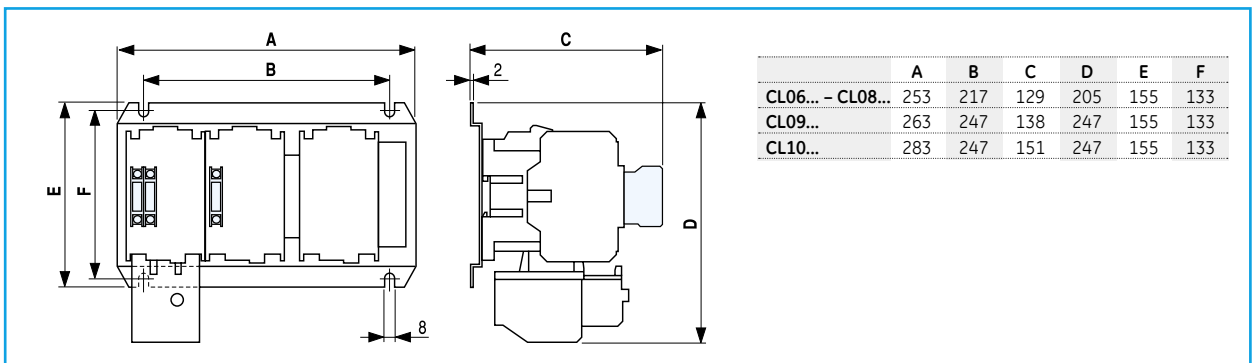 A
B
C
2
E
F
D
8
A B C D E F
CL06... – CL08... 253 217 129 205 155 133
CL09... 263 247 138 247 155 133
CL10... 283 247 151 247 155 133